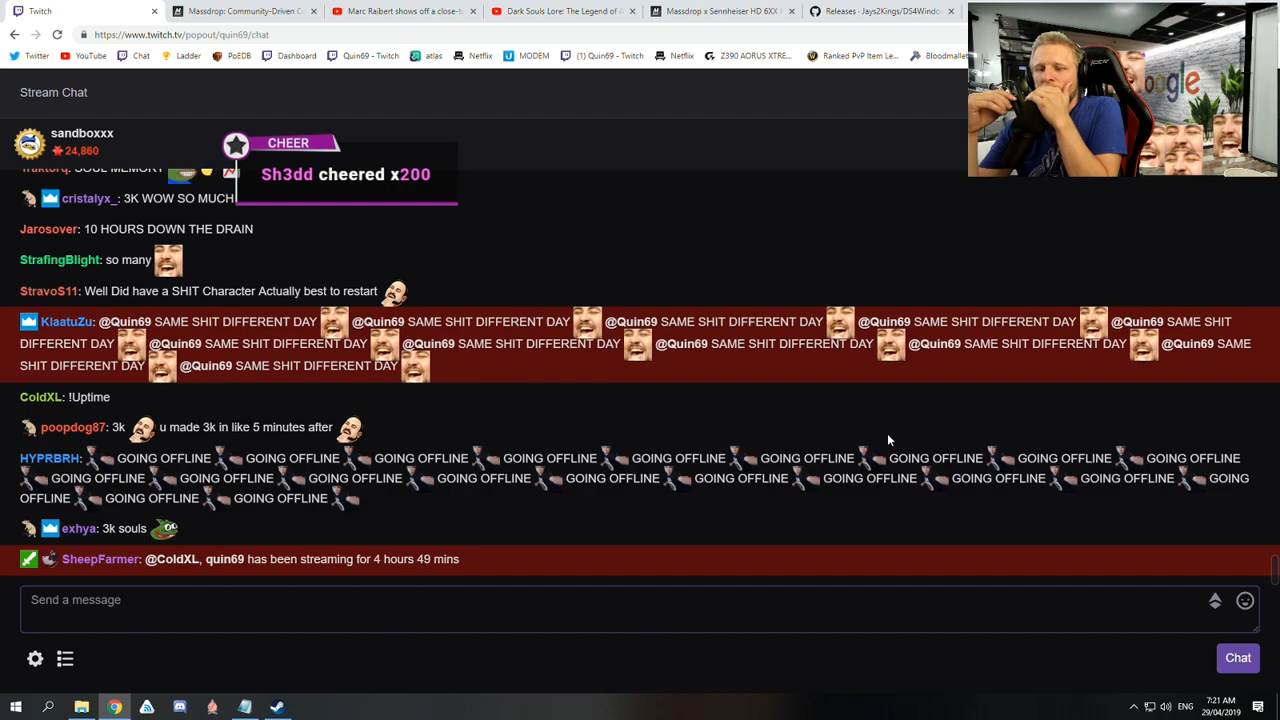 Twitch
Massdrop: Community-Driven C
Marc Raibert shows off a close-t
Dark Souls Lore: The Legend of A
Massdrop x Sennheiser HD 6XX
Releases · Jays2Kings/DS4Windo
https://www.twitch.tv/popout/quin69/chat
Twitter YouTube Chat Ladder PoEDB Dashboard Quin69 - Twitch atlas Netflix MODEM (1) Quin69 - Twitch Netflix Z390 AORUS XTRE... Ranked PvP Item Le... Bloodmallet
Google
Stream Chat
sandboxxx
24,860
CHEER
Sh3dd cheered x200
Traktorq: SOUL MEMORY
cristalyx_: 3K WOW SO MUCH
Jarosover: 10 HOURS DOWN THE DRAIN
StrafingBlight: so many
StravoS11: Well Did have a SHIT Character Actually best to restart
KlaatuZu: @Quin69 SAME SHIT DIFFERENT DAY @Quin69 SAME SHIT DIFFERENT DAY @Quin69 SAME SHIT DIFFERENT DAY @Quin69 SAME SHIT DIFFERENT DAY @Quin69 SAME SHIT
DIFFERENT DAY @Quin69 SAME SHIT DIFFERENT DAY @Quin69 SAME SHIT DIFFERENT DAY @Quin69 SAME SHIT DIFFERENT DAY @Quin69 SAME SHIT DIFFERENT DAY @Quin69 SAME
SHIT DIFFERENT DAY @Quin69 SAME SHIT DIFFERENT DAY
ColdXL: !Uptime
poopdog87: 3k u made 3k in like 5 minutes after
HYPRBRH: GOING OFFLINE GOING OFFLINE GOING OFFLINE GOING OFFLINE GOING OFFLINE GOING OFFLINE GOING OFFLINE GOING OFFLINE GOING OFFLINE
GOING OFFLINE GOING OFFLINE GOING OFFLINE GOING OFFLINE GOING OFFLINE GOING OFFLINE GOING OFFLINE GOING OFFLINE GOING OFFLINE GOING
OFFLINE GOING OFFLINE GOING OFFLINE
exhya: 3k souls
SheepFarmer: @ColdXL, quin69 has been streaming for 4 hours 49 mins
Send a message
Chat
ENG
7:21 AM
29/04/2019